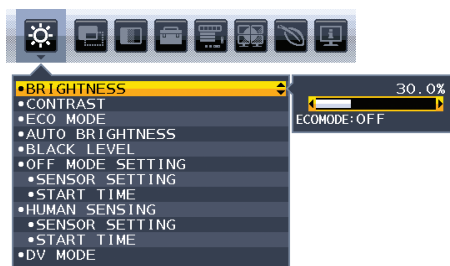 •BRIGHTNESS
•CONTRAST
•ECO MODE
•AUTO BRIGHTNESS
•BLACK LEVEL
•OFF MODE SETTING
•SENSOR SETTING
•START TIME
•HUMAN SENSING
•SENSOR SETTING
•START TIME
•DV MODE
30.0%
ECOMODE:OFF